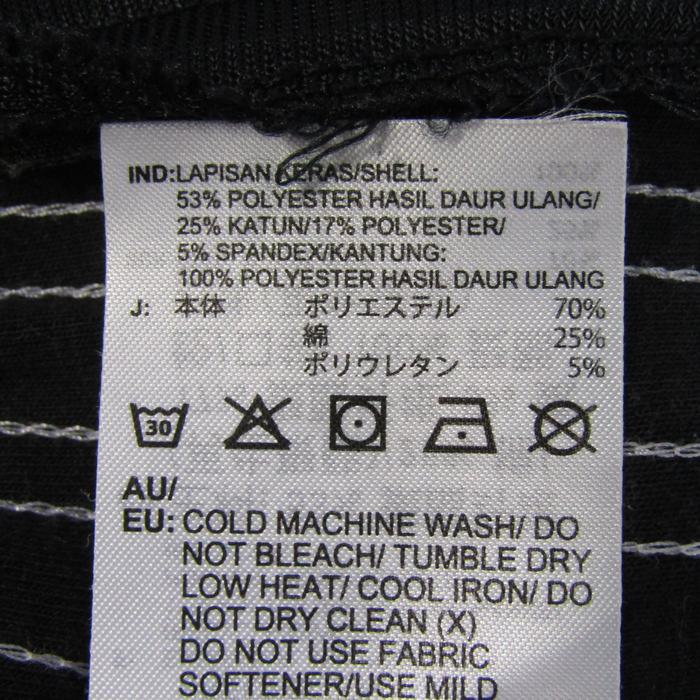 IND:LAPISAN KERAS/SHELL:
53% POLYESTER HASIL DAUR ULANG/
25% KATUN/17% POLYESTER/
5% SPANDEX/KANTUNG:
100% POLYESTER HASIL DAUR ULANG
J: 本体 ポリエステル 70%
綿 25%
ポリウレタン 5%
30
AU/
EU: COLD MACHINE WASH/ DO
NOT BLEACH/ TUMBLE DRY
LOW HEAT/ COOL IRON/ DO
NOT DRY CLEAN (X)
DO NOT USE FABRIC
SOFTENER/USE MILD